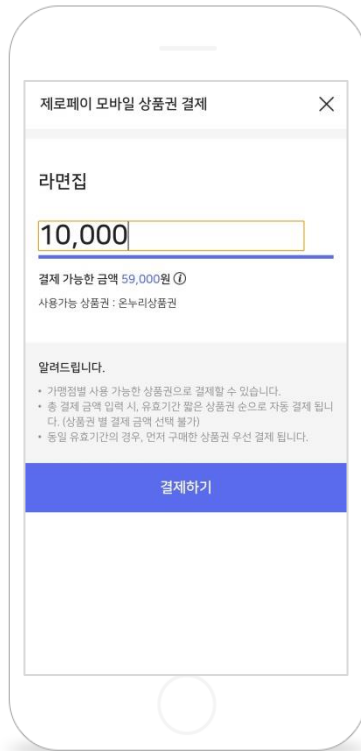 제로페이 모바일 상품권 결제
라면집
10,000
결제 가능한 금액 59,000원 i
사용가능 상품권 : 온누리상품권
알려드립니다.
• 가맹점별 사용 가능한 상품권으로 결제할 수 있습니다.
• 총 결제 금액 입력 시, 유효기간 짧은 상품권 순으로 자동 결제 됩니
다. (상품권 별 결제 금액 선택 불가)
• 동일 유효기간의 경우, 먼저 구매한 상품권 우선 결제 됩니다.
결제하기